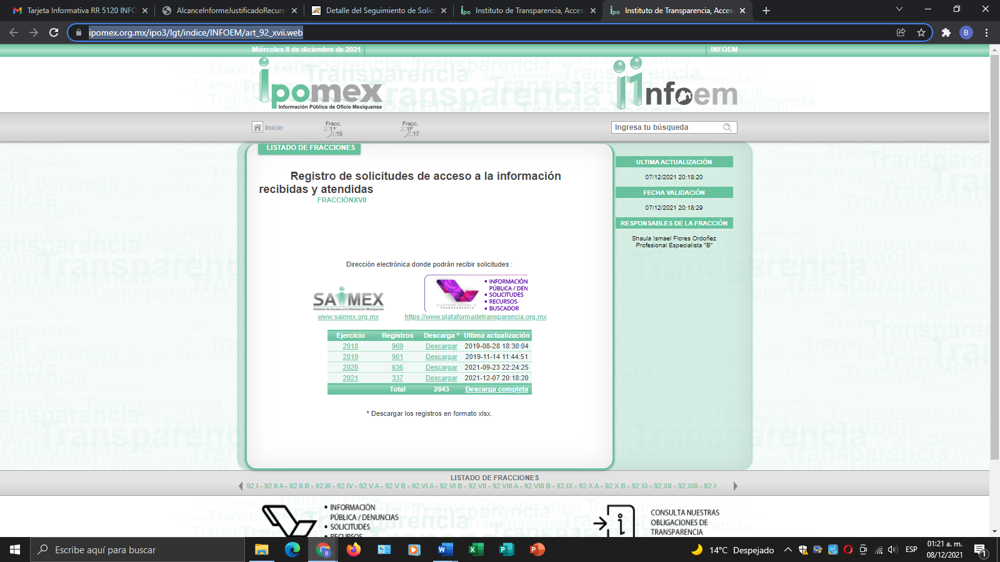 Tarjeta Informativa RR 5120 INFO
AlcanceInformeJustificadoRecurs
Detalle del Seguimiento de Solici
Instituto de Transparencia, Acces
Instituto de Transparencia, Acces
ipomex.org.mx/ipo3/lgt/indice/INFOEM/art_92_xvii.web
B
Miércoles 8 de diciembre de 2021
INFOEM
ipomex
Información Pública de Oficio Mexiquense
infoem
Inicio
Fracc.
Fracc.
Ingresa tu búsqueda
LISTADO DE FRACCIONES
Registro de solicitudes de acceso a la información
recibidas y atendidas
FRACCIÓNXVII
ULTIMA ACTUALIZACIÓN
07/12/2021 20:18:20
FECHA VALIDACIÓN
07/12/2021 20:18:29
RESPONSABLES DE LA FRACCIÓN
Shaula Ismael Flores Ordoñez
Profesional Especialista "B"
Dirección electrónica donde podrán recibir solicitudes :
SAIMEX
Sistema de Acceso a la Información Mexiquense
www.saimex.org.mx
PLATAFORMA NACIONAL DE
TRANSPARENCIA
• INFORMACIÓN
PÚBLICA / DEN
• SOLICITUDES
• RECURSOS
• BUSCADOR
https://www.plataformadetransparencia.org.mx
Ejercicio Registros Descarga * Ultima actualización
2018 969 Descargar 2019-08-28 18:30:04
2019 901 Descargar 2019-11-14 11:44:51
2020 636 Descargar 2021-09-23 22:24:25
2021 337 Descargar 2021-12-07 20:18:20
Total 2843 Descarga completa
* Descargar los registros en formato xlsx.
LISTADO DE FRACCIONES
92 I - 92 II A - 92 II B - 92 III - 92 IV - 92 V A - 92 V B - 92 VI A - 92 VI B - 92 VII - 92 VIII A - 92 VIII B - 92 IX - 92 X A - 92 X B - 92 XI - 92 XII - 92 XIII - 92 X
• INFORMACIÓN
PÚBLICA / DENUNCIAS
• SOLICITUDES
• RECURSOS
CONSULTA NUESTRAS
OBLIGACIONES DE
TRANSPARENCIA
Escribe aquí para buscar
14°C Despejado
ESP
01:21 a. m.
08/12/2021
1